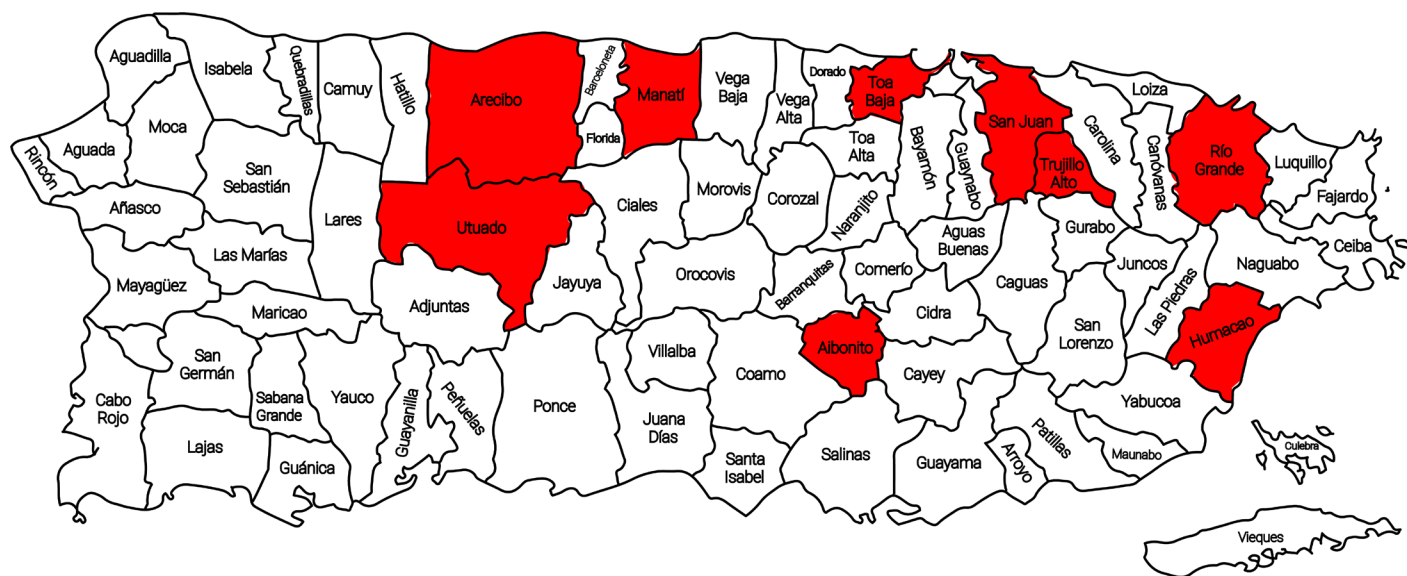 Aguadilla
Isabela
Quebradillas
Camuy
Hatillo
Arecibo
Barceloneta
Manatí
Vega
Baja
Vega
Alta
Dorado
Toa
Baja
San Juan
Loiza
Moca
Aguada
Rincón
San
Sebastián
Florida
Toa
Alta
Bayamón
Guaynabo
Trujillo
Alto
Carolina
Canóvanas
Río
Grande
Luquillo
Fajardo
Añasco
Lares
Utuado
Ciales
Morovis
Corozal
Naranjito
Aguas
Buenas
Gurabo
Ceiba
Las Marías
Mayagüez
Maricao
Adjuntas
Jayuya
Orocovis
Barranquitas
Comerío
Cidra
Caguas
Juncos
Las Piedras
Naguabo
San
Germán
Sabana
Grande
Yauco
Guayanilla
Peñuelas
Ponce
Villalba
Coamo
Aibonito
Cayey
San
Lorenzo
Humacao
Cabo
Rojo
Lajas
Guánica
Juana
Días
Santa
Isabel
Salinas
Guayama
Arroyo
Patillas
Maunabo
Yabucoa
Culebra
Vieques